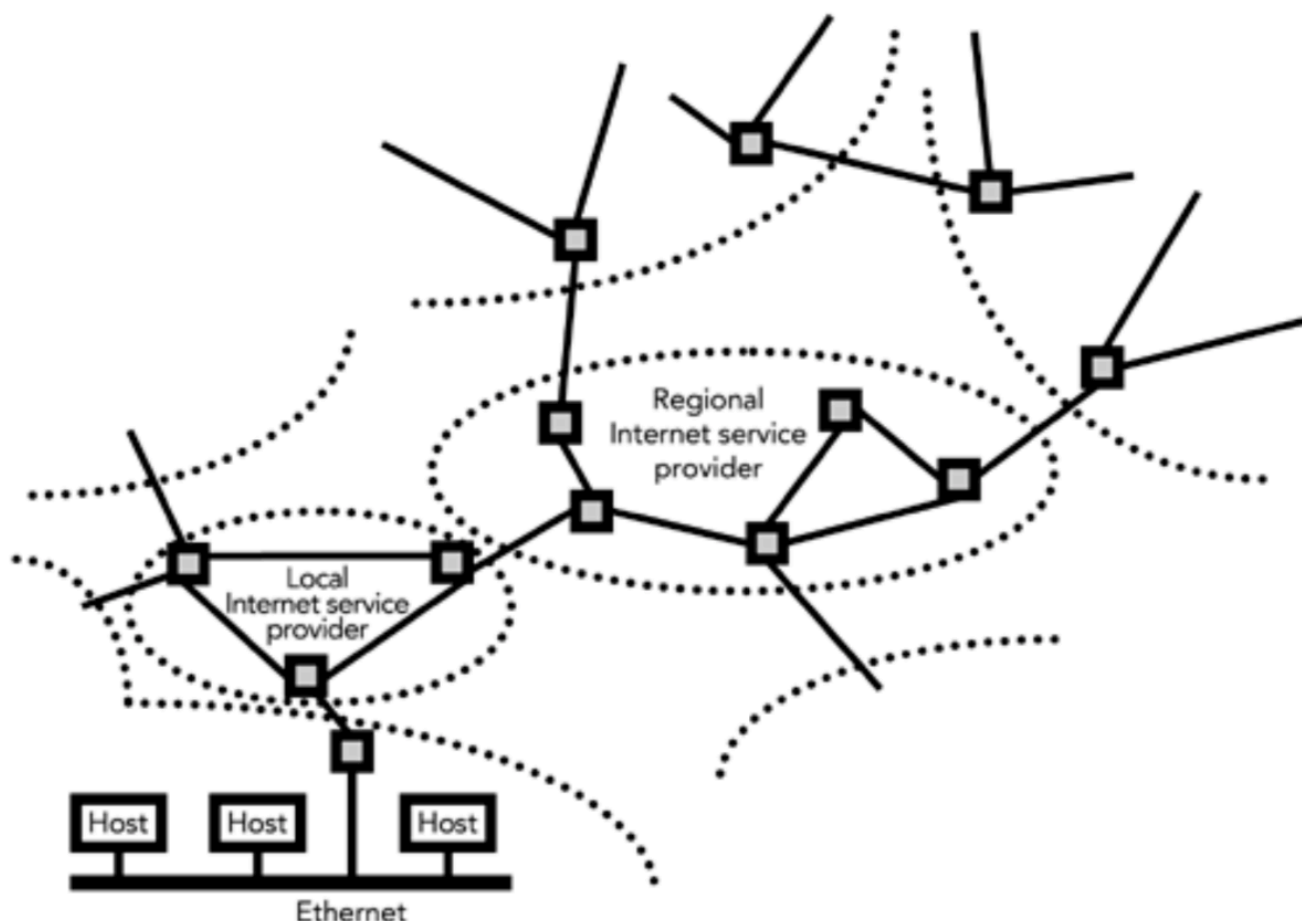 Regional
Internet service
provider
Local
Internet service
provider
Host
Host
Host
Ethernet